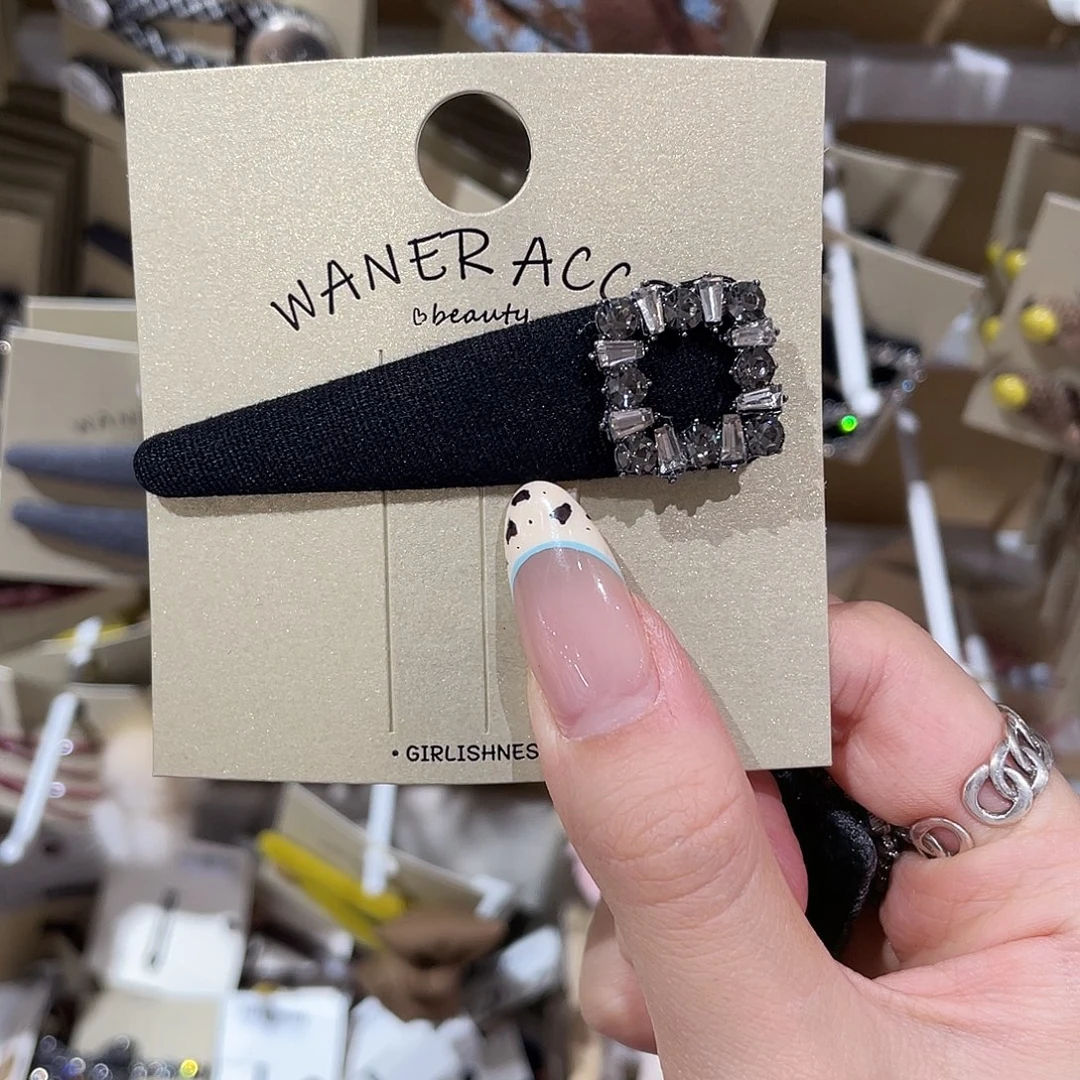 WANER ACC
beauty
• GIRLISHNES